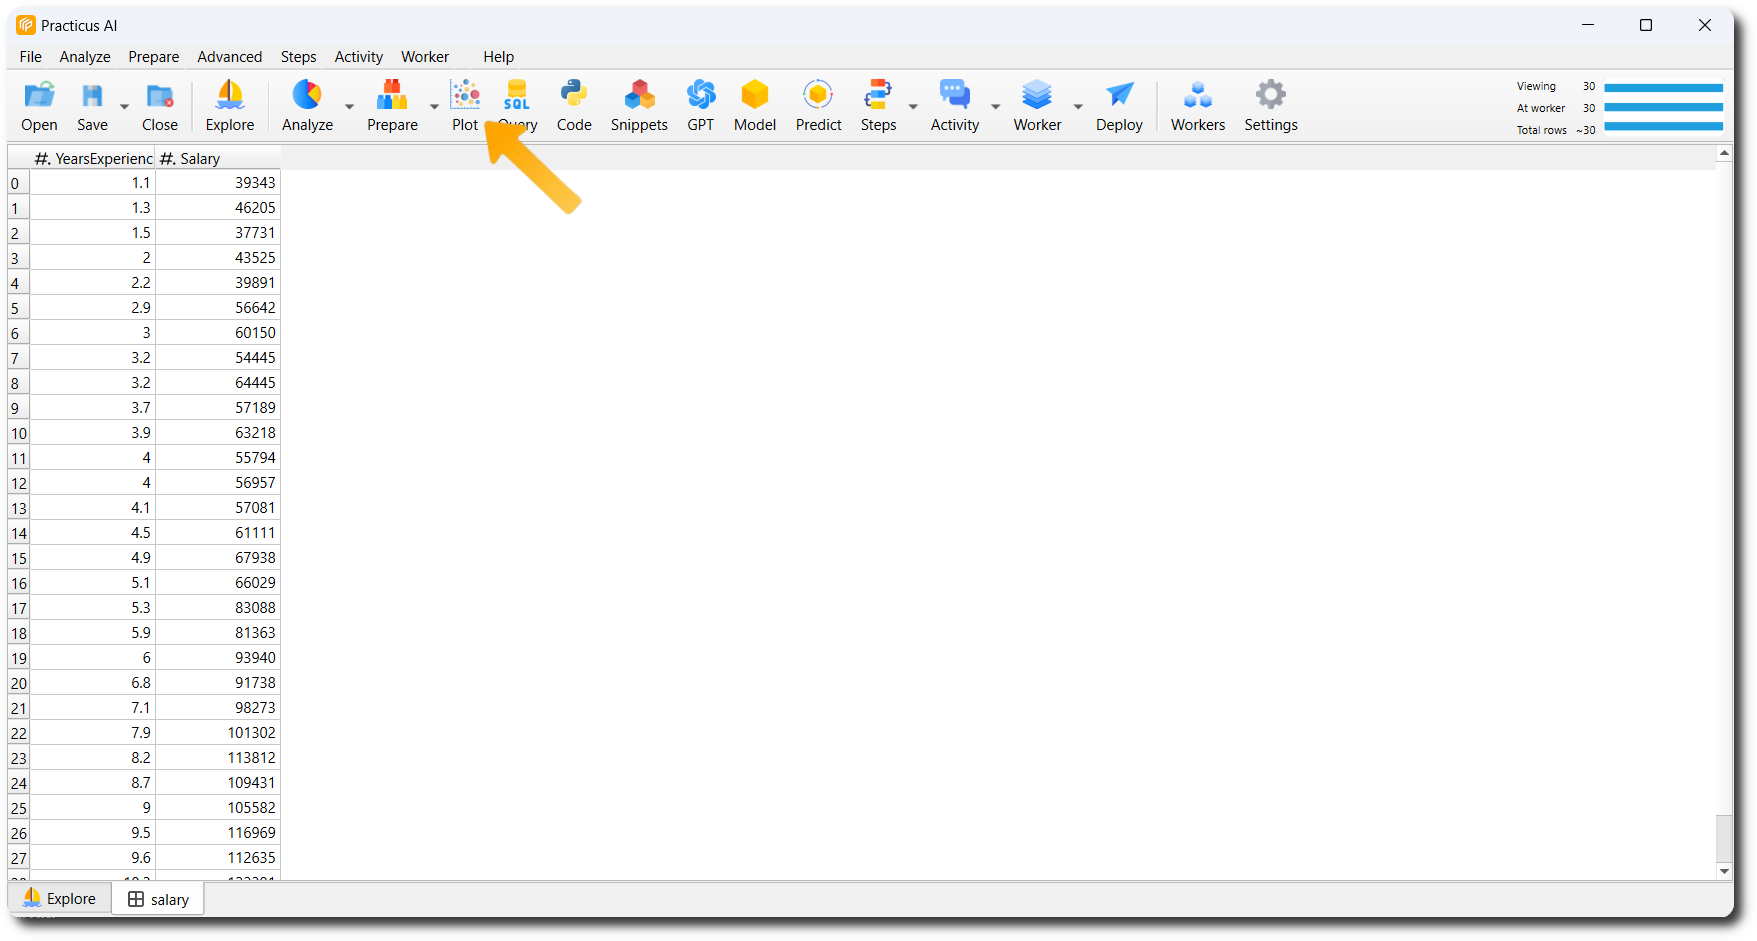 Practicus AI
File Analyze Prepare Advanced Steps Activity Worker Help
Open Save Close Explore Analyze Prepare Plot Query Code Snippets GPT Model Predict Steps Activity Worker Deploy Workers Settings
SQL
Viewing 30
At worker 30
Total rows ~30
#. YearsExperienc #. Salary
0 1.1 39343
1 1.3 46205
2 1.5 37731
3 2 43525
4 2.2 39891
5 2.9 56642
6 3 60150
7 3.2 54445
8 3.2 64445
9 3.7 57189
10 3.9 63218
11 4 55794
12 4 56957
13 4.1 57081
14 4.5 61111
15 4.9 67938
16 5.1 66029
17 5.3 83088
18 5.9 81363
19 6 93940
20 6.8 91738
21 7.1 98273
22 7.9 101302
23 8.2 113812
24 8.7 109431
25 9 105582
26 9.5 116969
27 9.6 112635
Explore salary